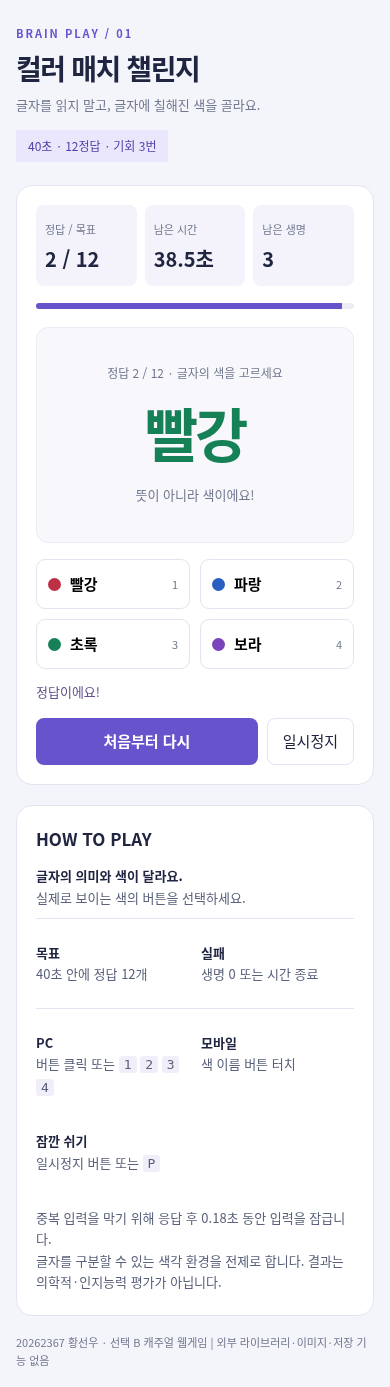 BRAIN PLAY / 01
컬러 매치 챌린지
글자를 읽지 말고, 글자에 칠해진 색을 골라요.
40초 · 12정답 · 기회 3번
정답 / 목표
2 / 12
남은 시간
38.5초
남은 생명
3
정답 2 / 12 · 글자의 색을 고르세요
빨강
뜻이 아니라 색이에요!
빨강 1
파랑 2
초록 3
보라 4
정답이에요!
처음부터 다시
일시정지
HOW TO PLAY
글자의 의미와 색이 달라요.
실제로 보이는 색의 버튼을 선택하세요.
목표
40초 안에 정답 12개
실패
생명 0 또는 시간 종료
PC
버튼 클릭 또는 1 2 3
4
모바일
색 이름 버튼 터치
잠깐 쉬기
일시정지 버튼 또는 P
중복 입력을 막기 위해 응답 후 0.18초 동안 입력을 잠급니
다.
글자를 구분할 수 있는 색각 환경을 전제로 합니다. 결과는
의학적·인지능력 평가가 아닙니다.
20262367 황선우 · 선택 B 캐주얼 웹게임 | 외부 라이브러리·이미지·저장 기
능 없음